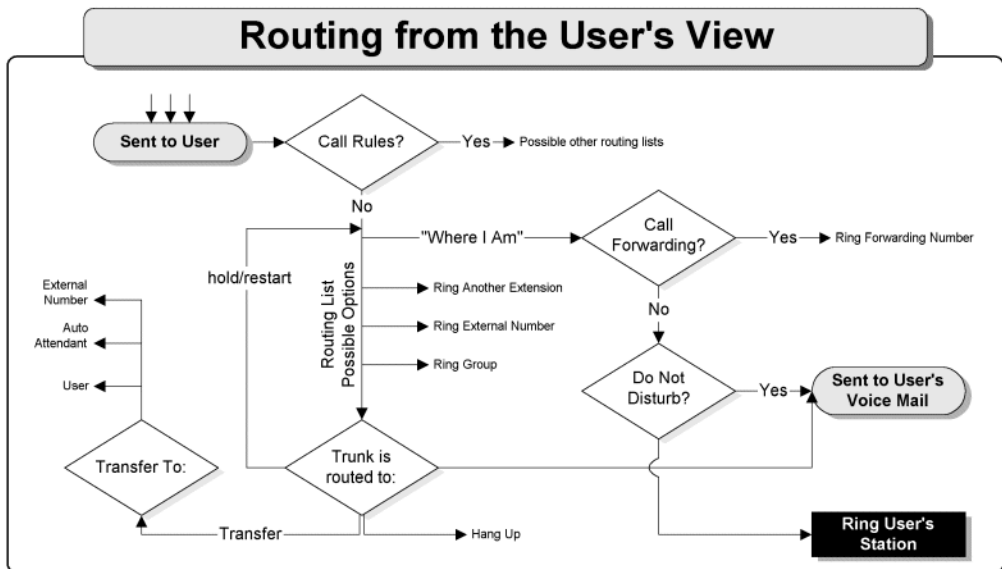 Routing from the User's View
Sent to User
Call Rules?
Yes
Possible other routing lists
No
"Where I Am"
Call
Forwarding?
Yes
Ring Forwarding Number
hold/restart
Routing List
Possible Options
Ring Another Extension
Ring External Number
Ring Group
No
External
Number
Auto
Attendant
User
Do Not
Disturb?
Yes
Sent to User's
Voice Mail
Transfer To:
Trunk is
routed to:
Transfer
Hang Up
Ring User's
Station